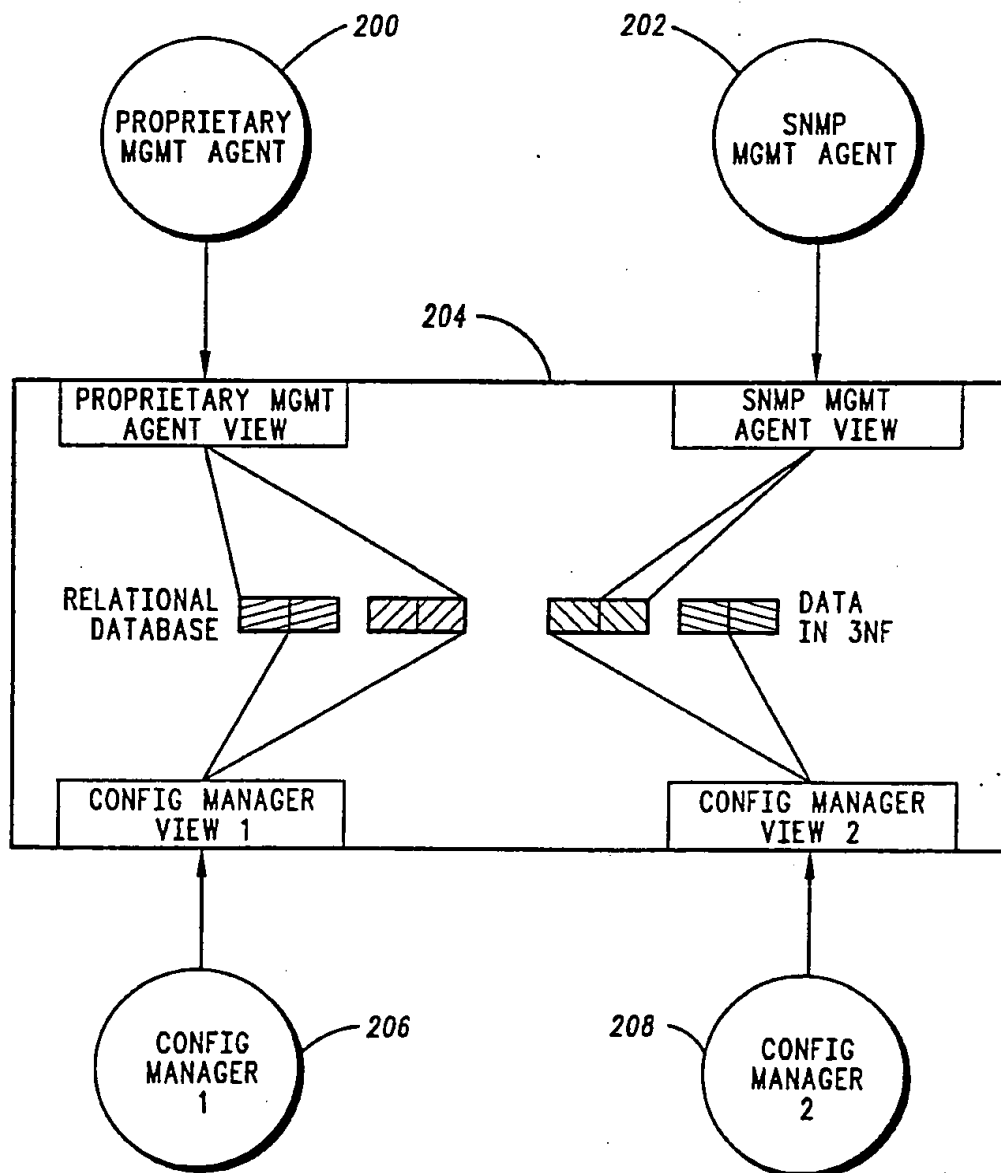 200
202
PROPRIETARY
MGMT AGENT
SNMP
MGMT AGENT
204
PROPRIETARY MGMT
AGENT VIEW
SNMP MGMT
AGENT VIEW
RELATIONAL
DATABASE
DATA
IN 3NF
CONFIG MANAGER
VIEW 1
CONFIG MANAGER
VIEW 2
206
208
CONFIG
MANAGER
1
CONFIG
MANAGER
2